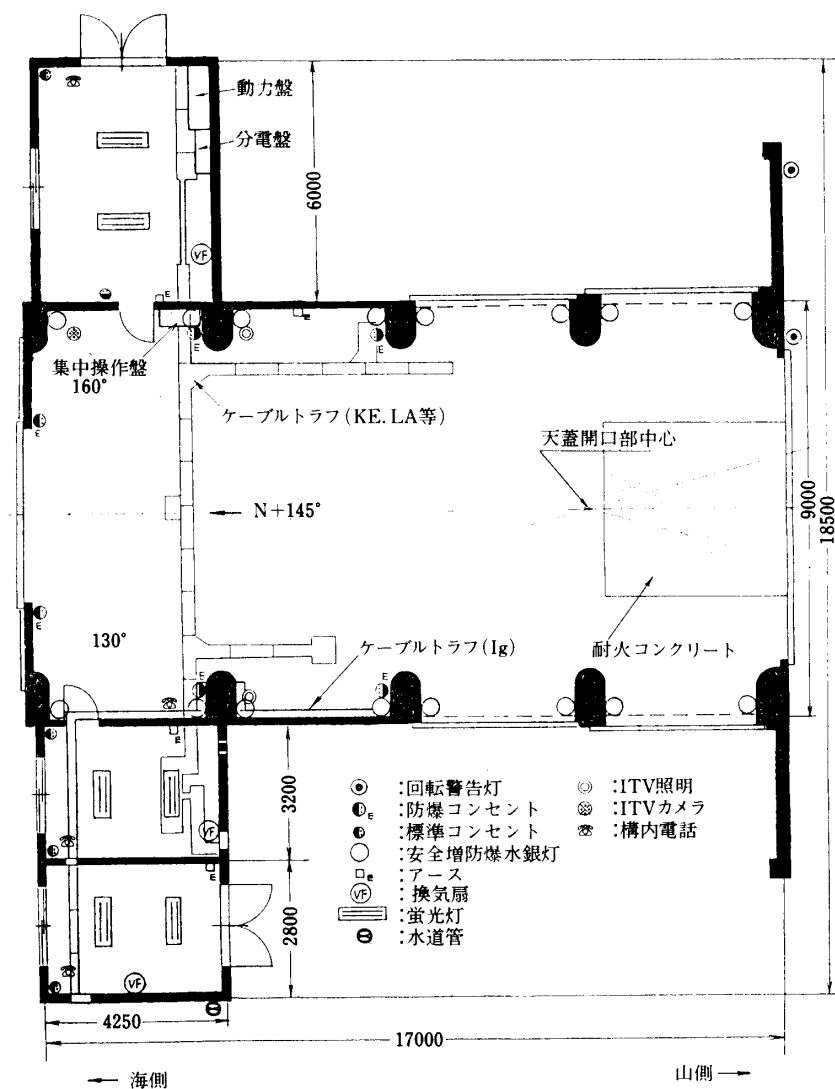 動力盤
分電盤
VF
6000
E
集中操作盤
160°
E
E
E
ケーブルトラフ(KE.LA等)
天蓋開口部中心
N+145°
9000
18500
E
130°
ケーブルトラフ(Ig)
耐火コンクリート
E
E
E
VF
3200
E
2800
VF
4250
17000
:回転警告灯
E :防爆コンセント
:標準コンセント
:安全増防爆水銀灯
E :アース
VF :換気扇
:蛍光灯
:水道管
:ITV照明
:ITVカメラ
:構内電話
海側
山側